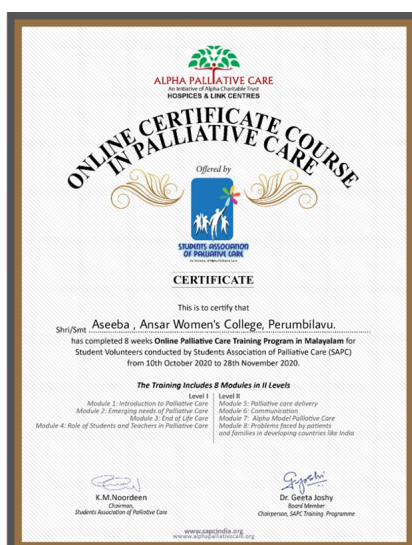 ALPHA PALLIATIVE CARE
An Initiative of Alpha Charitable Trust
HOSPICES & LINK CENTRES
ONLINE CERTIFICATE COURSE
IN PALLIATIVE CARE
Offered by
STUDENTS ASSOCIATION
OF PALLIATIVE CARE
An Initiative of Alpha Palliative Care
CERTIFICATE
This is to certify that
Shri/Smt Aseeba , Ansar Women's College, Perumbilavu.
has completed 8 weeks Online Palliative Care Training Program in Malayalam for
Student Volunteers conducted by Students Association of Palliative Care (SAPC)
from 10th October 2020 to 28th November 2020.
The Training Includes 8 Modules in II Levels
Level I
Module 1: Introduction to Palliative Care
Module 2: Emerging needs of Palliative Care
Module 3: End of Life Care
Module 4: Role of Students and Teachers in Palliative Care
Level II
Module 5: Palliative care delivery
Module 6: Communication
Module 7: Alpha Model Palliative Care
Module 8: Problems faced by patients
and families in developing countries like India
K.M.Noordeen
Chairman,
Students Association of Palliative Care
Dr. Geeta Joshy
Board Member
Chairperson, SAPC Training Programme
www.sapcindia.org
www.alphapalliativecare.org